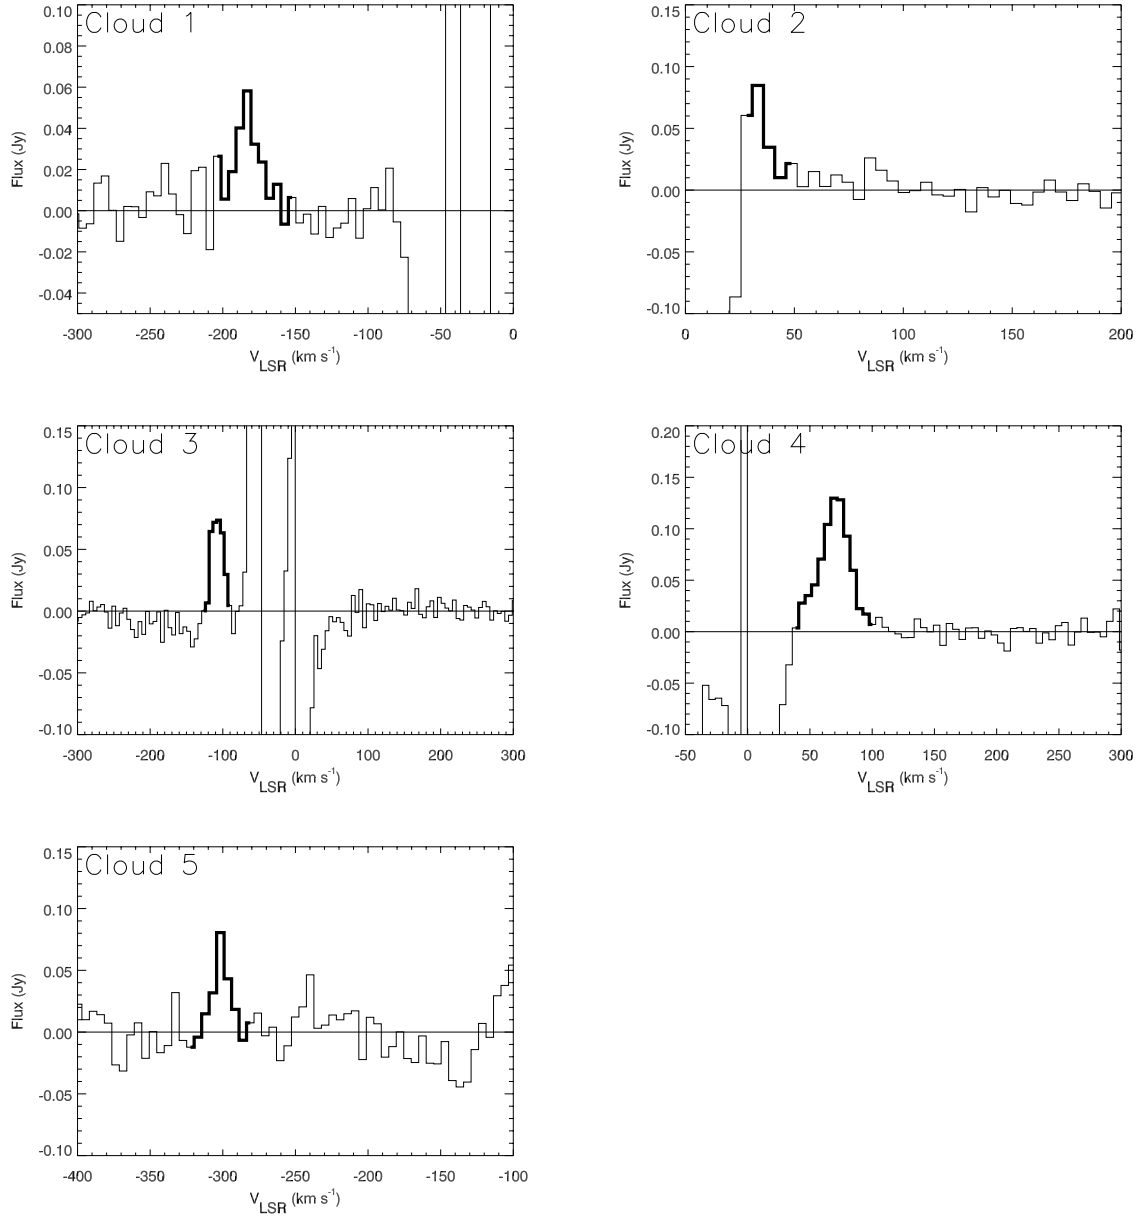 Cloud 1
0.10
0.08
0.06
0.04
0.02
0.00
-0.02
-0.04
Flux (Jy)
-300 -250 -200 -150 -100 -50 0
V_LSR (km s⁻¹)
Cloud 2
0.15
0.10
0.05
0.00
-0.05
-0.10
Flux (Jy)
0 50 100 150 200
V_LSR (km s⁻¹)
Cloud 3
0.15
0.10
0.05
0.00
-0.05
-0.10
Flux (Jy)
-300 -200 -100 0 100 200 300
V_LSR (km s⁻¹)
Cloud 4
0.20
0.15
0.10
0.05
0.00
-0.05
-0.10
Flux (Jy)
-50 0 50 100 150 200 250 300
V_LSR (km s⁻¹)
Cloud 5
0.15
0.10
0.05
0.00
-0.05
-0.10
Flux (Jy)
-400 -350 -300 -250 -200 -150 -100
V_LSR (km s⁻¹)